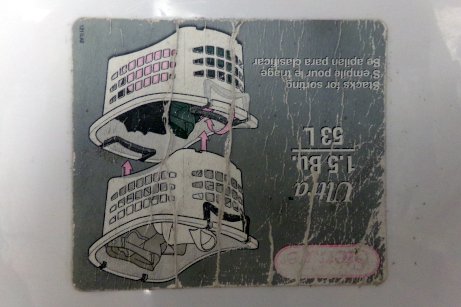 Ultra
1.5 Bu.
53 L
Stacks for sorting
S'empile pour le triage
Se apilan para clasificar